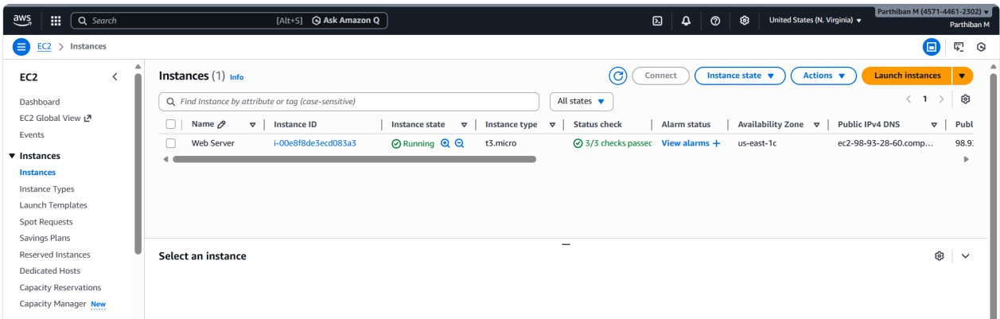 aws Search [Alt+S] Ask Amazon Q United States (N. Virginia) Parthiban M (4571-4461-2302)
Parthiban M
EC2 > Instances
EC2
Dashboard
EC2 Global View
Events
Instances
Instances
Instance Types
Launch Templates
Spot Requests
Savings Plans
Reserved Instances
Dedicated Hosts
Capacity Reservations
Capacity Manager New
Instances (1) Info Connect Instance state Actions Launch instances
Find Instance by attribute or tag (case-sensitive) All states 1
Name Instance ID Instance state Instance type Status check Alarm status Availability Zone Public IPv4 DNS Publ
Web Server i-00e8f8de3ecd083a3 Running t3.micro 3/3 checks passec View alarms + us-east-1c ec2-98-93-28-60.comp... 98.9
Select an instance